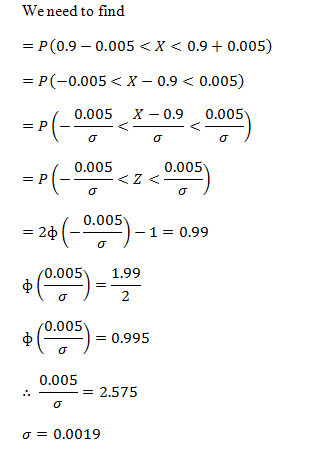 We need to find
= P(0.9 − 0.005 < X < 0.9 + 0.005)
= P(−0.005 < X − 0.9 < 0.005)
= P(−0.005/σ < (X − 0.9)/σ < 0.005/σ)
= P(−0.005/σ < Z < 0.005/σ)
= 2ф(−0.005/σ) − 1 = 0.99
ф(0.005/σ) = 1.99/2
ф(0.005/σ) = 0.995
∴ 0.005/σ = 2.575
σ = 0.0019